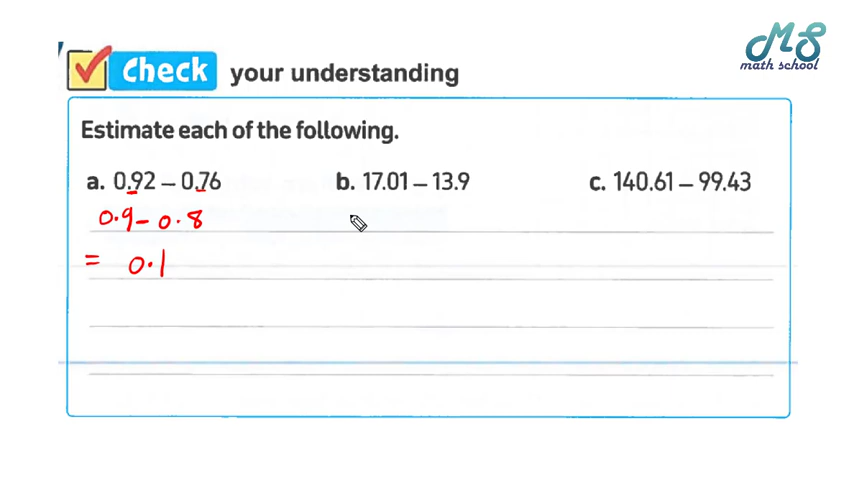 MS
math school
Check your understanding
Estimate each of the following.
a. 0.92 – 0.76
b. 17.01 – 13.9
c. 140.61 – 99.43
0.9 - 0.8
= 0.1